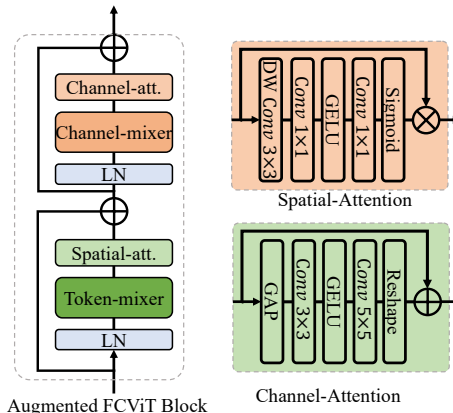 Channel-att.
Channel-mixer
LN
Spatial-att.
Token-mixer
LN
Augmented FCViT Block
DW Conv 3×3
Conv 1×1
GELU
Conv 1×1
Sigmoid
Spatial-Attention
GAP
Conv 3×3
GELU
Conv 5×5
Reshape
Channel-Attention